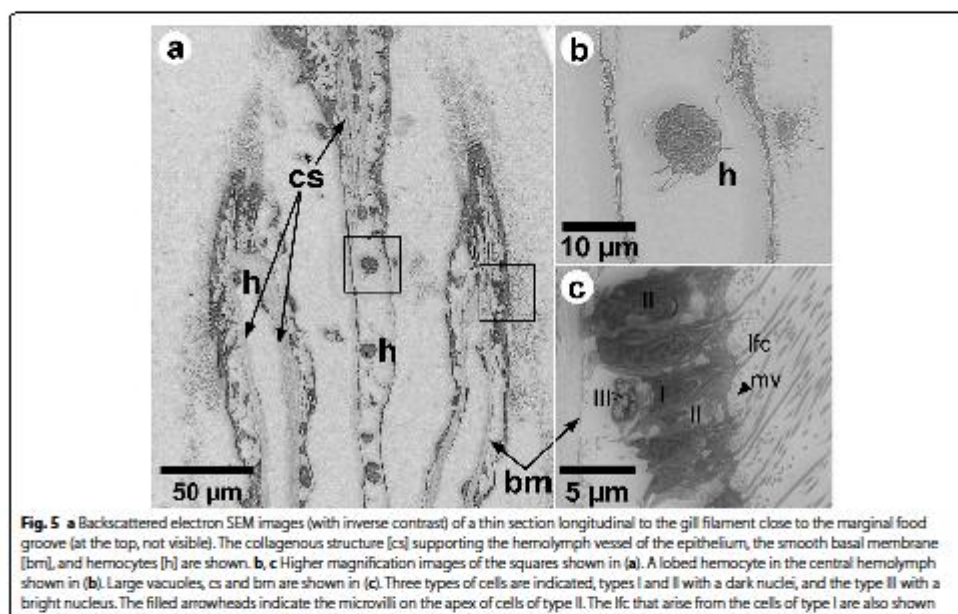 a
b
cs
h
h
h
10 µm
c
II
lfc
mv
III
I
II
bm
50 µm
5 µm
Fig. 5 a Backscattered electron SEM images (with inverse contrast) of a thin section longitudinal to the gill filament close to the marginal food
groove (at the top, not visible). The collagenous structure [cs] supporting the hemolymph vessel of the epithelium, the smooth basal membrane
[bm], and hemocytes [h] are shown. b, c Higher magnification images of the squares shown in (a). A lobed hemocyte in the central hemolymph
shown in (b). Large vacuoles, cs and bm are shown in (c). Three types of cells are indicated, types I and II with a dark nuclei, and the type III with a
bright nucleus. The filled arrowheads indicate the microvilli on the apex of cells of type II. The lfc that arise from the cells of type I are also shown